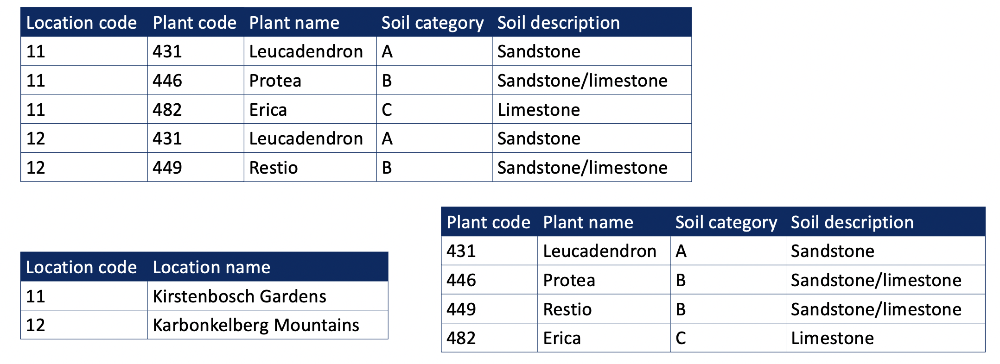 Location code Plant code Plant name Soil category Soil description
11 431 Leucadendron A Sandstone
11 446 Protea B Sandstone/limestone
11 482 Erica C Limestone
12 431 Leucadendron A Sandstone
12 449 Restio B Sandstone/limestone
Location code Location name
11 Kirstenbosch Gardens
12 Karbonkelberg Mountains
Plant code Plant name Soil category Soil description
431 Leucadendron A Sandstone
446 Protea B Sandstone/limestone
449 Restio B Sandstone/limestone
482 Erica C Limestone